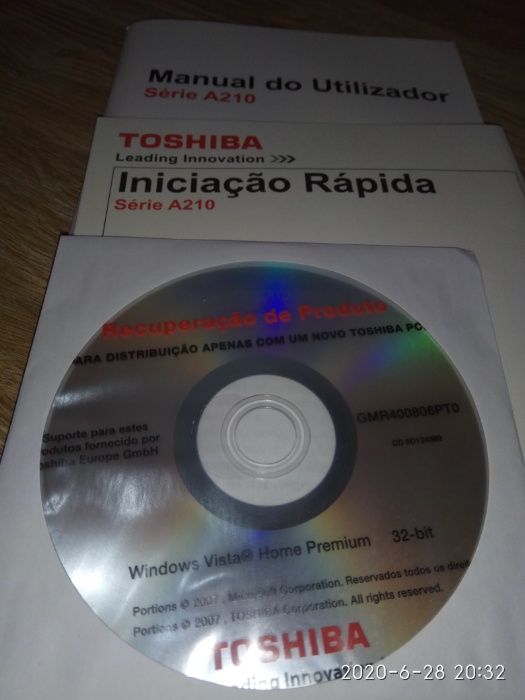 Manual do Utilizador
Série A210
TOSHIBA
Leading Innovation >>>
Iniciação Rápida
Série A210
Recuperação de Produto
PARA DISTRIBUIÇÃO APENAS COM UM NOVO TOSHIBA PC
GMR400806PT0
Suporte para estes
produtos fornecido por
Toshiba Europe GmbH
Windows Vista® Home Premium 32-bit
Portions © 2007, Microsoft Corporation. Reservados todos os direi
Portions © 2007, TOSHIBA Corporation. All rights reserved.
TOSHIBA
ding Innova
2020-6-28 20:32